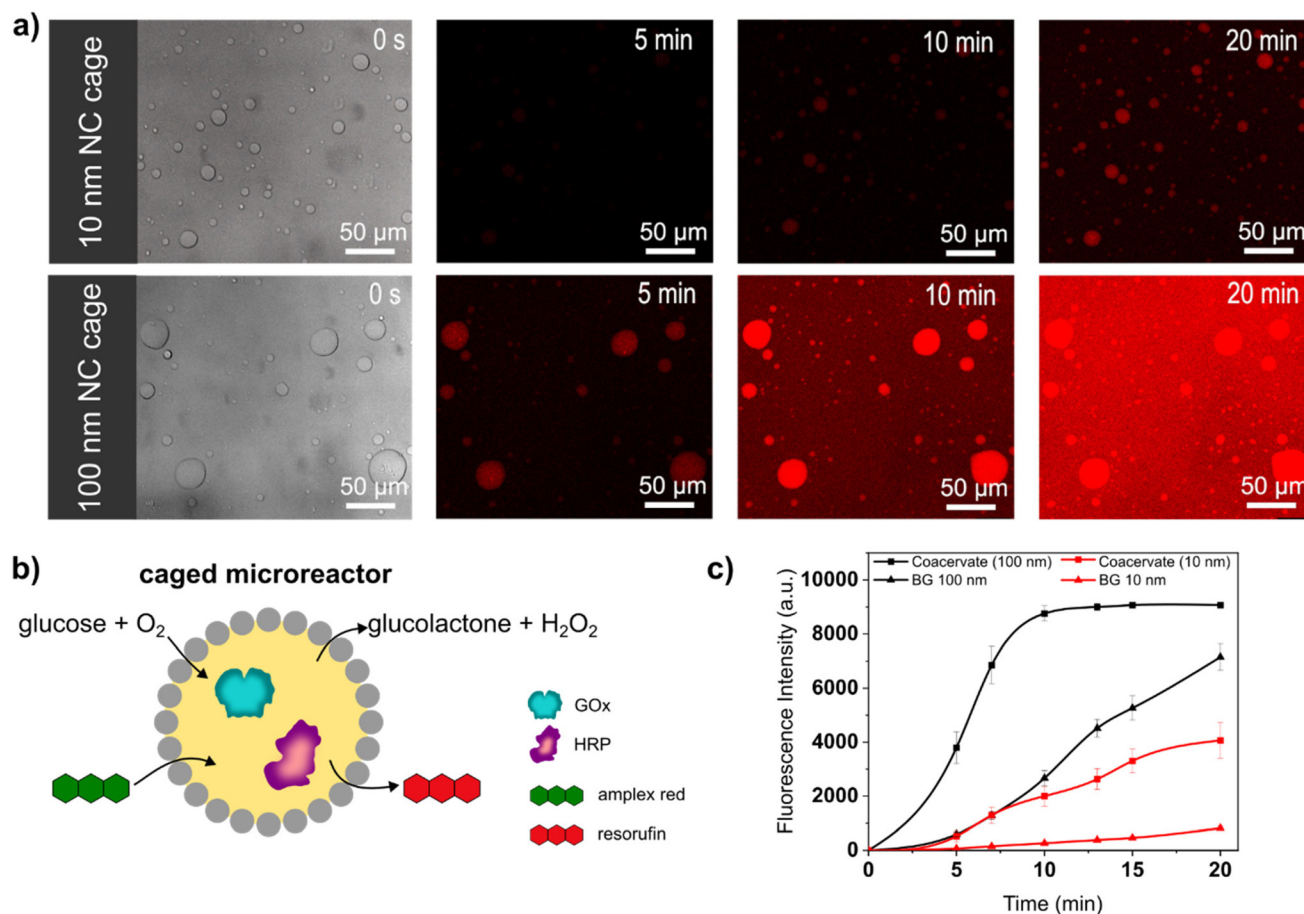 a)
10 nm NC cage
0 s
50 µm
5 min
50 µm
10 min
50 µm
20 min
50 µm
100 nm NC cage
0 s
50 µm
5 min
50 µm
10 min
50 µm
20 min
50 µm
b)
caged microreactor
glucose + O₂
glucolactone + H₂O₂
GOx
HRP
amplex red
resorufin
c)
Coacervate (100 nm)
Coacervate (10 nm)
BG 100 nm
BG 10 nm
Fluorescence Intensity (a.u.)
10000
8000
6000
4000
2000
0
0 5 10 15 20
Time (min)